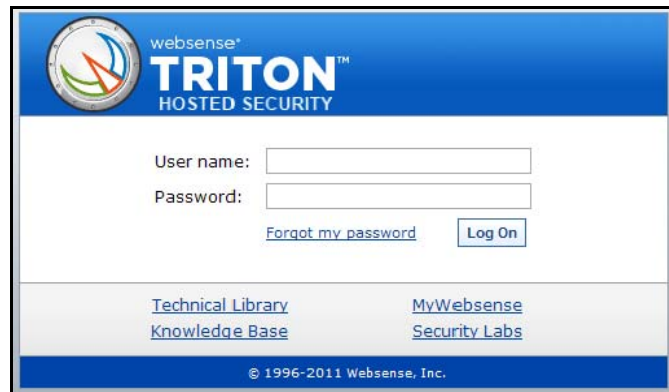 websense®
TRITON™
HOSTED SECURITY
User name:
Password:
Forgot my password Log On
Technical Library MyWebsense
Knowledge Base Security Labs
© 1996-2011 Websense, Inc.